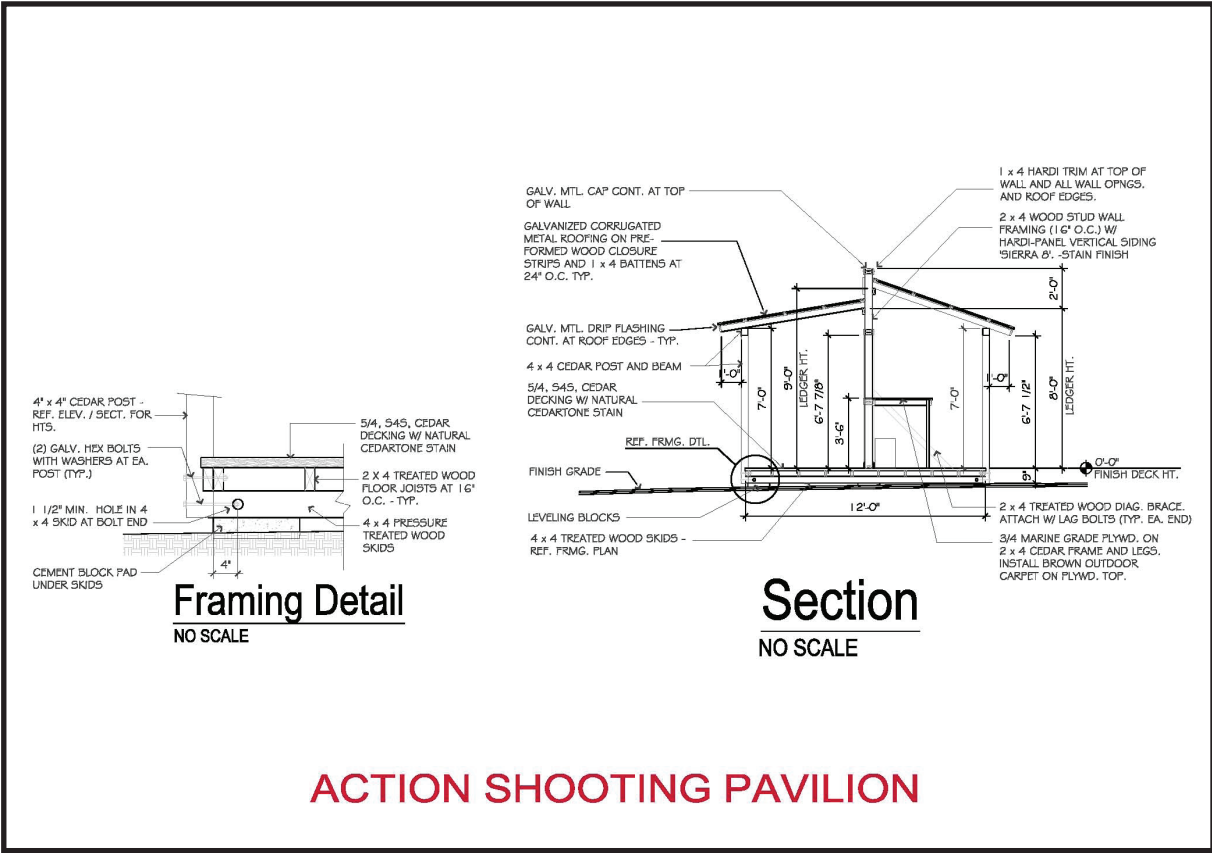 GALV. MTL. CAP CONT. AT TOP
OF WALL
GALVANIZED CORRUGATED
METAL ROOFING ON PRE-
FORMED WOOD CLOSURE
STRIPS AND 1 x 4 BATTENS AT
24" O.C. TYP.
GALV. MTL. DRIP FLASHING
CONT. AT ROOF EDGES - TYP.
4 x 4 CEDAR POST AND BEAM
5/4, S4S, CEDAR
DECKING W/ NATURAL
CEDARTONE STAIN
REF. FRMG. DTL.
FINISH GRADE
LEVELING BLOCKS
4 x 4 TREATED WOOD SKIDS -
REF. FRMG. PLAN
1 x 4 HARDI TRIM AT TOP OF
WALL AND ALL WALL OPNGS.
AND ROOF EDGES.
2 x 4 WOOD STUD WALL
FRAMING (16" O.C.) W/
HARDI-PANEL VERTICAL SIDING
'SIERRA 8'. -STAIN FINISH
1'-0"
7'-0"
9'-0"
LEDGER HT.
6'-7 7/8"
3'-6"
7'-0"
1'-0"
6'-7 1/2"
8'-0"
LEDGER HT.
2'-0"
9"
12'-0"
0'-0"
FINISH DECK HT.
2 x 4 TREATED WOOD DIAG. BRACE.
ATTACH W/ LAG BOLTS (TYP. EA. END)
3/4 MARINE GRADE PLYWD. ON
2 x 4 CEDAR FRAME AND LEGS.
INSTALL BROWN OUTDOOR
CARPET ON PLYWD. TOP.
Section
NO SCALE
4" x 4" CEDAR POST -
REF. ELEV. / SECT. FOR
HTS.
(2) GALV. HEX BOLTS
WITH WASHERS AT EA.
POST (TYP.)
1 1/2" MIN. HOLE IN 4
x 4 SKID AT BOLT END
CEMENT BLOCK PAD
UNDER SKIDS
5/4, S4S, CEDAR
DECKING W/ NATURAL
CEDARTONE STAIN
2 X 4 TREATED WOOD
FLOOR JOISTS AT 16"
O.C. - TYP.
4 x 4 PRESSURE
TREATED WOOD
SKIDS
4"
Framing Detail
NO SCALE
ACTION SHOOTING PAVILION